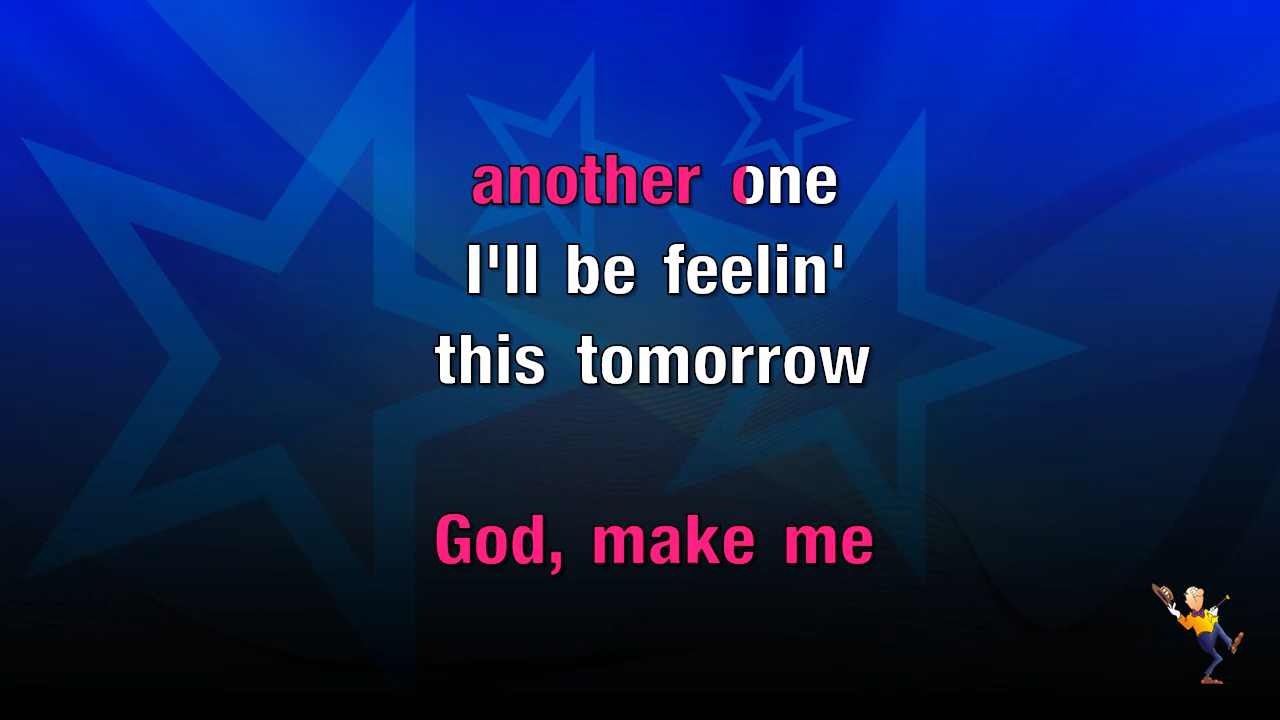 another one
I'll be feelin'
this tomorrow
God, make me